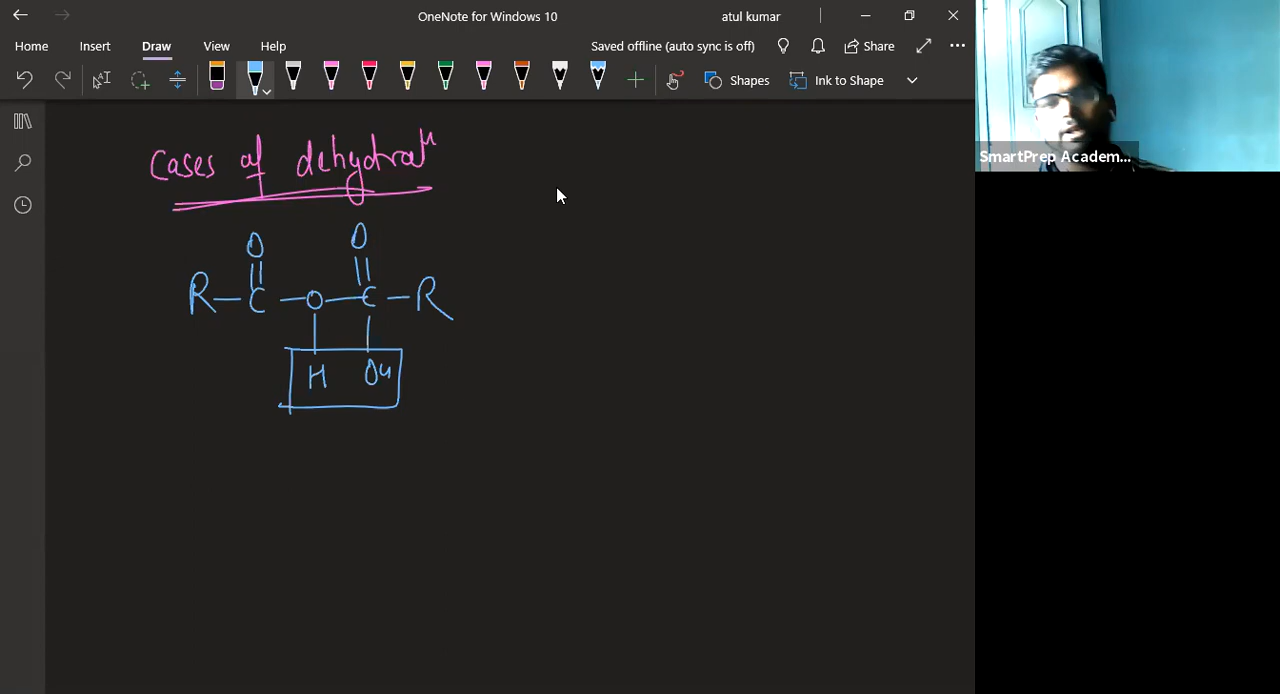 OneNote for Windows 10
atul kumar
Home Insert Draw View Help
Saved offline (auto sync is off)
Share
Shapes
Ink to Shape
SmartPrep Academ...
Cases of dehydratⁿ
O O
R-C-O-C-R
H OH